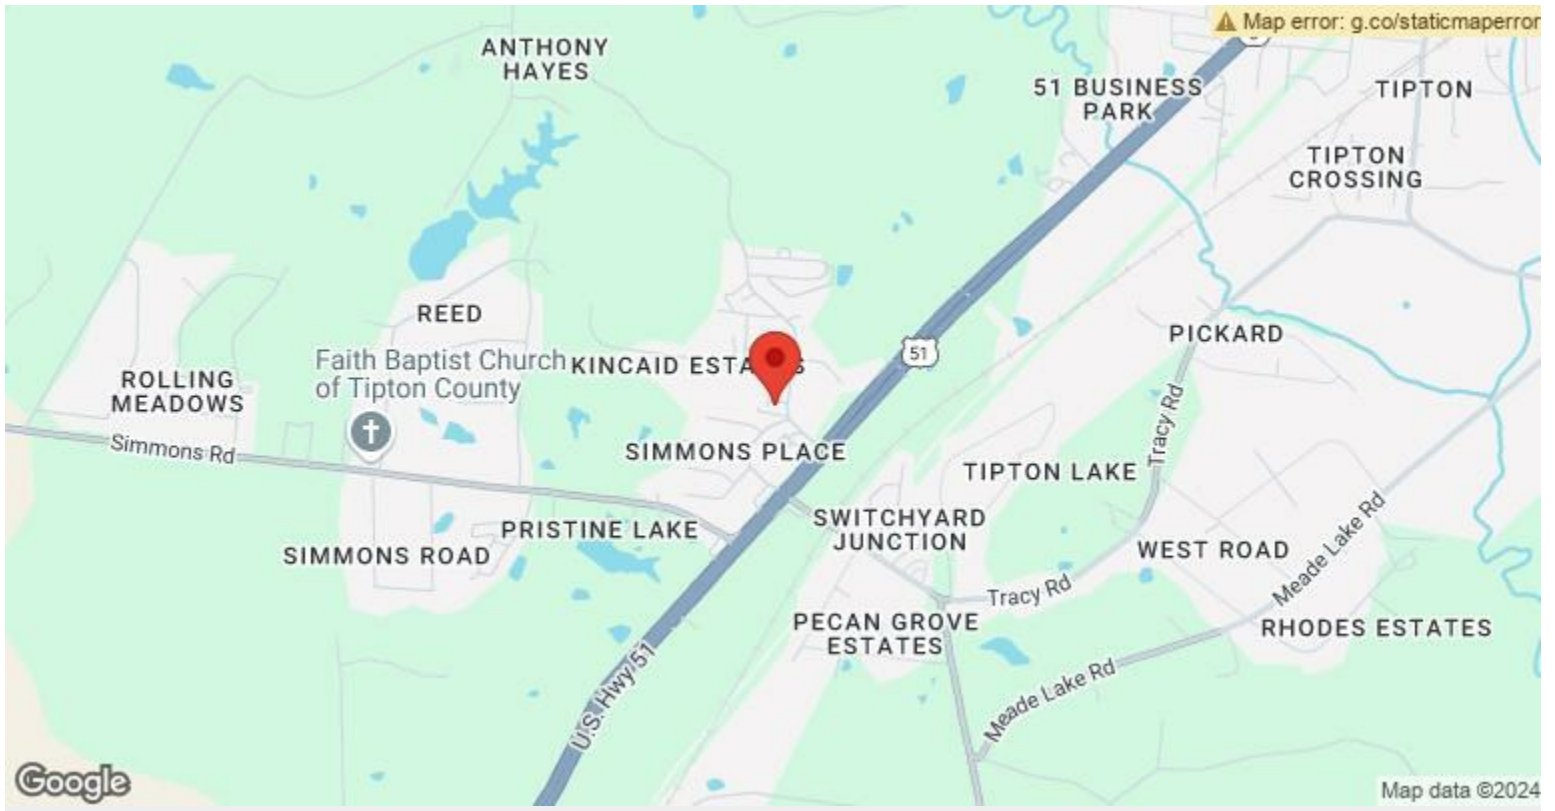 ⚠ Map error: g.co/staticmaperror
ANTHONY
HAYES
51 BUSINESS
PARK
TIPTON
TIPTON
CROSSING
REED
51
PICKARD
Faith Baptist Church
of Tipton County
KINCAID ESTA
S
ROLLING
MEADOWS
Simmons Rd
SIMMONS PLACE
TIPTON LAKE
Tracy Rd
SWITCHYARD
JUNCTION
PRISTINE LAKE
SIMMONS ROAD
WEST ROAD
Meade Lake Rd
Tracy Rd
PECAN GROVE
ESTATES
RHODES ESTATES
U.S. Hwy 51
Meade Lake Rd
Google
Map data ©2024